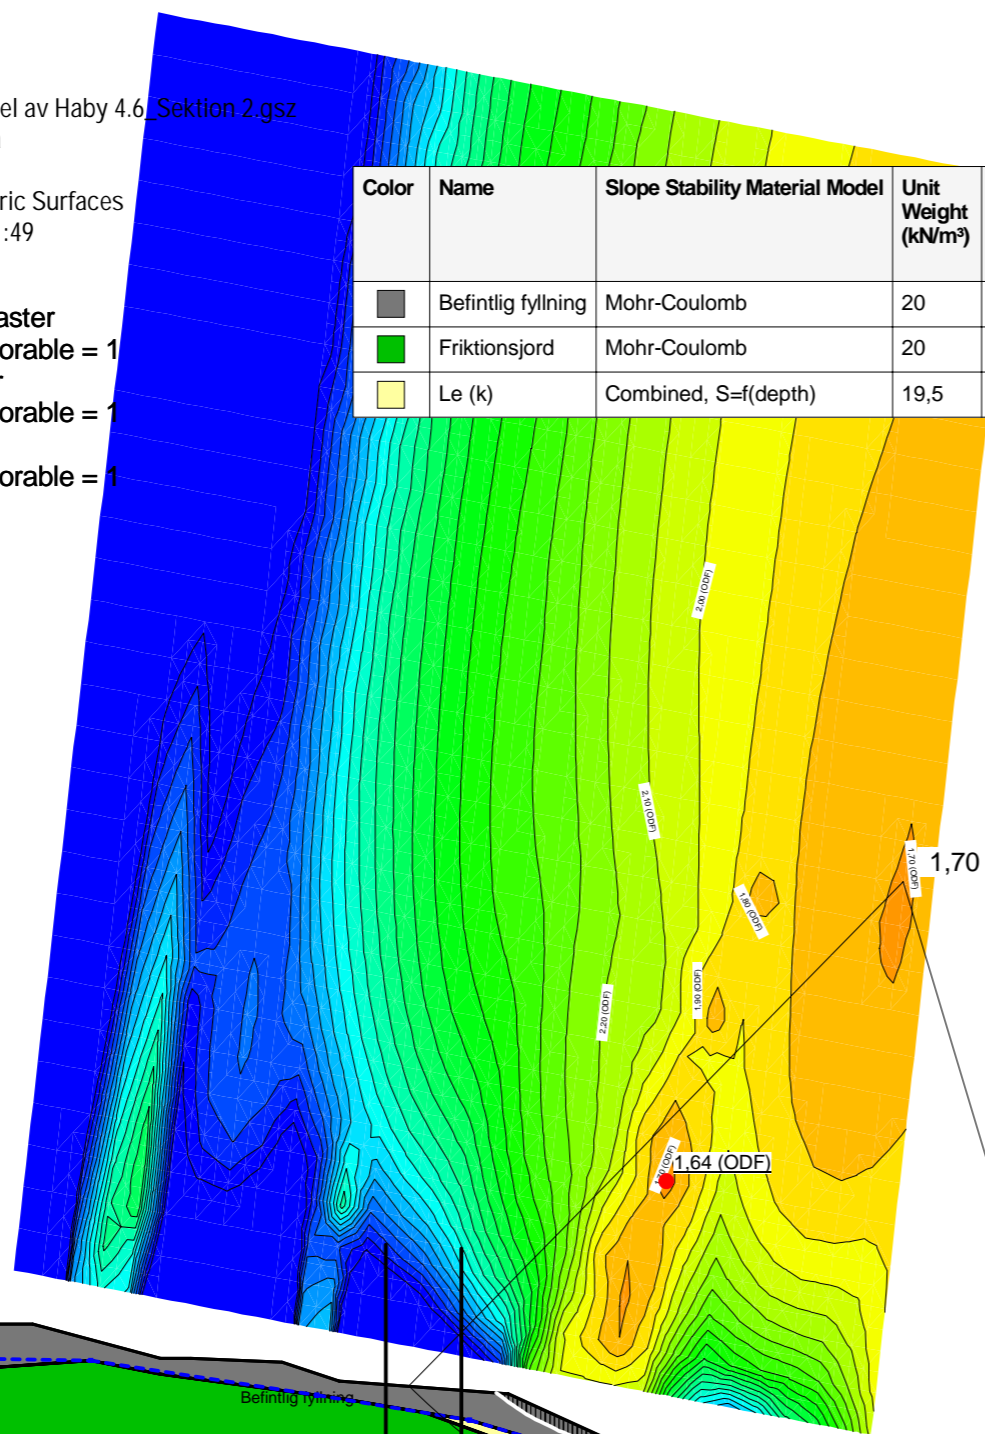 el av Haby 4.6_Sektion 2.gsz
ric Surfaces
:49
aster
orable = 1
orable = 1
orable = 1
Color Name Slope Stability Material Model Unit Weight (kN/m³)
Befintlig fyllning Mohr-Coulomb 20
Friktionsjord Mohr-Coulomb 20
Le (k) Combined, S=f(depth) 19,5
2,00 (ODF)
2,10 (ODF)
1,70 (ODF)
1,70
1,80 (ODF)
1,90 (ODF)
2,20 (ODF)
1,70 (ODF)
1,64 (ODF)
Befintlig fyllning